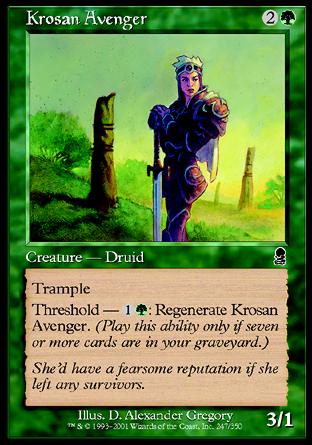 Krosan Avenger 2
Creature — Druid
Trample
Threshold — 1 : Regenerate Krosan
Avenger. (Play this ability only if seven
or more cards are in your graveyard.)
She'd have a fearsome reputation if she
left any survivors.
Illus. D. Alexander Gregory
™ & © 1993–2001 Wizards of the Coast, Inc. 247/350
3/1